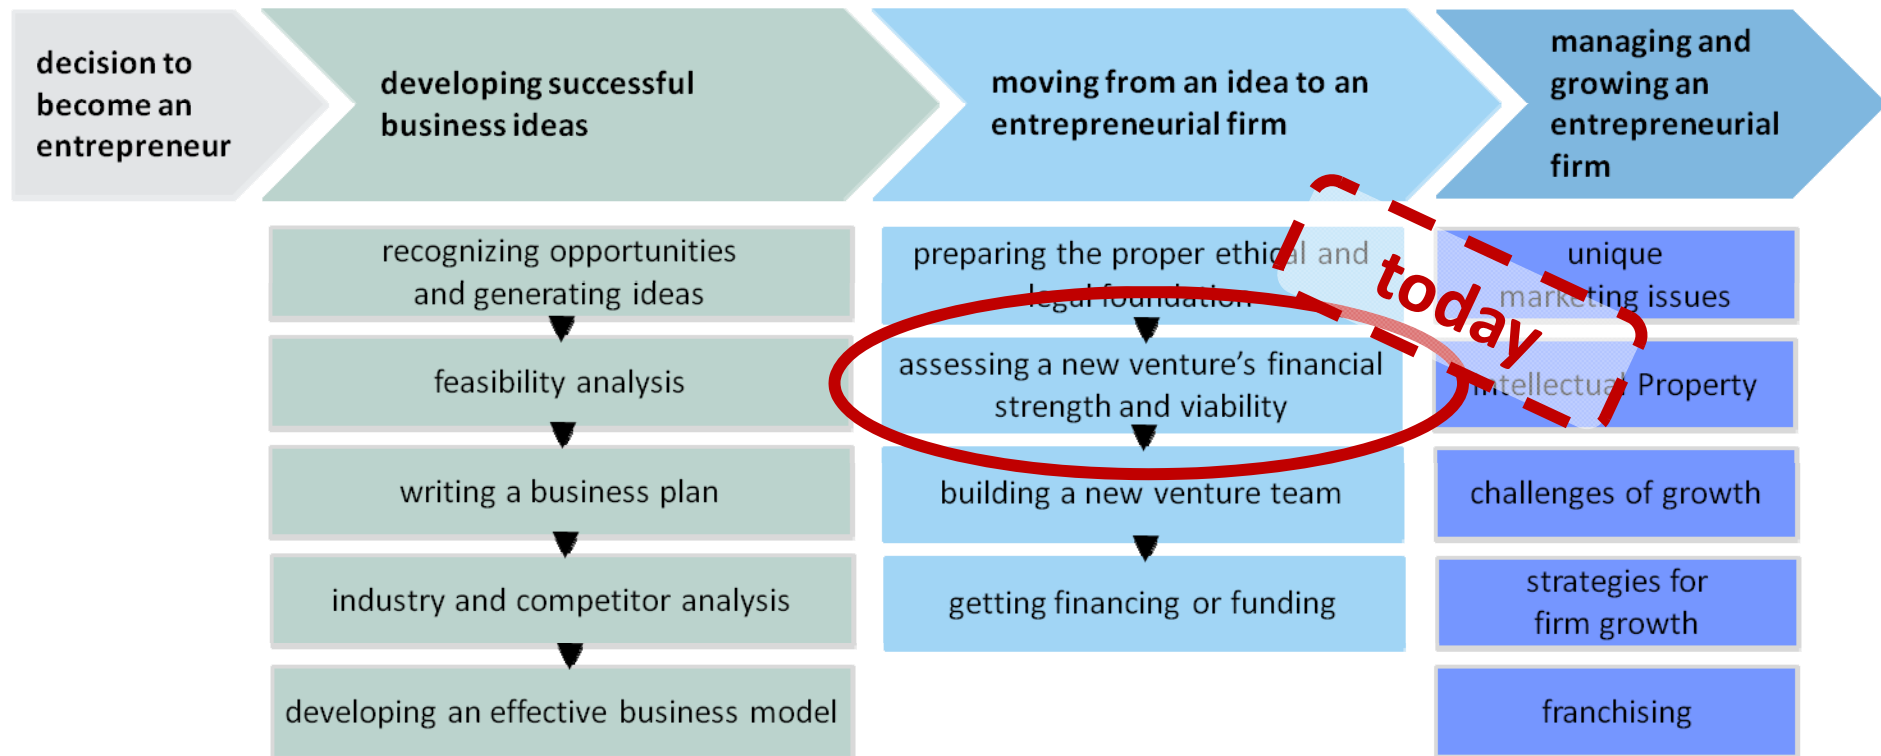 decision to
become an
entrepreneur
developing successful
business ideas
moving from an idea to an
entrepreneurial firm
managing and
growing an
entrepreneurial
firm
recognizing opportunities
and generating ideas
feasibility analysis
writing a business plan
industry and competitor analysis
developing an effective business model
preparing the proper ethical and
legal foundation
assessing a new venture's financial
strength and viability
building a new venture team
getting financing or funding
today
unique
marketing issues
intellectual Property
challenges of growth
strategies for
firm growth
franchising